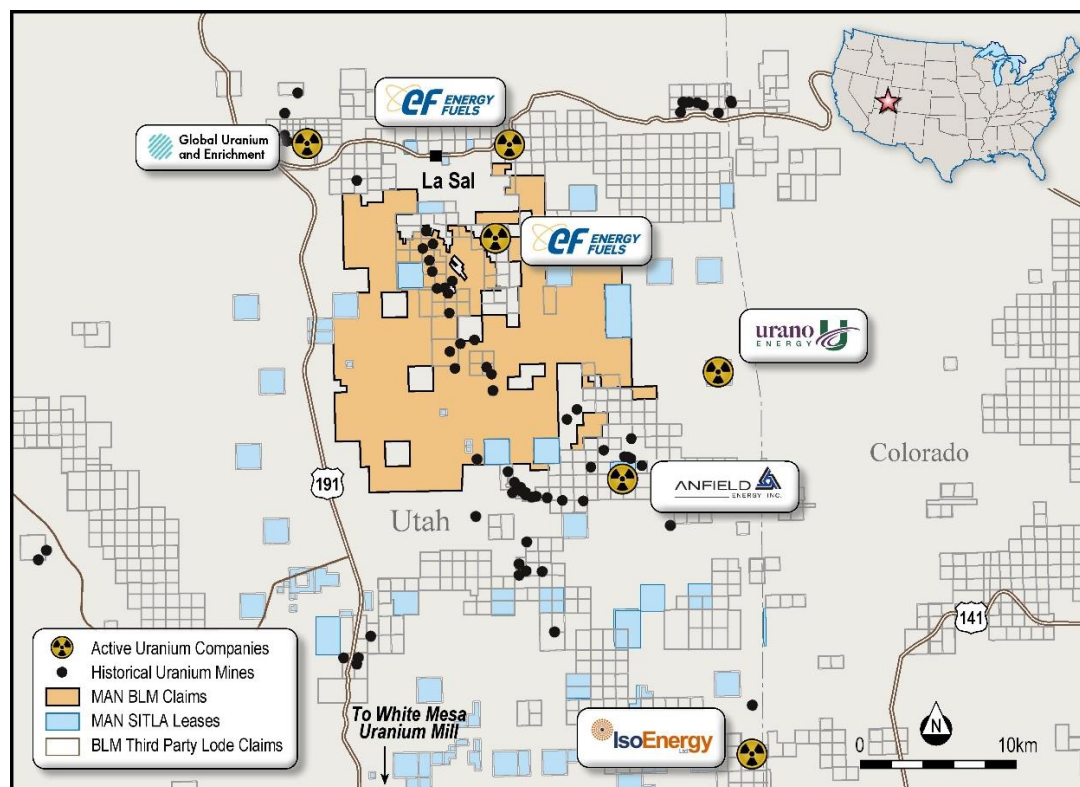 eF ENERGY
FUELS
Global Uranium
and Enrichment
La Sal
eF ENERGY
FUELS
urano
ENERGY
U
Colorado
ANFIELD
ENERGY INC.
191
Utah
141
Active Uranium Companies
Historical Uranium Mines
MAN BLM Claims
MAN SITLA Leases
BLM Third Party Lode Claims
To White Mesa
Uranium Mill
IsoEnergy
Ltd
N
0 10km